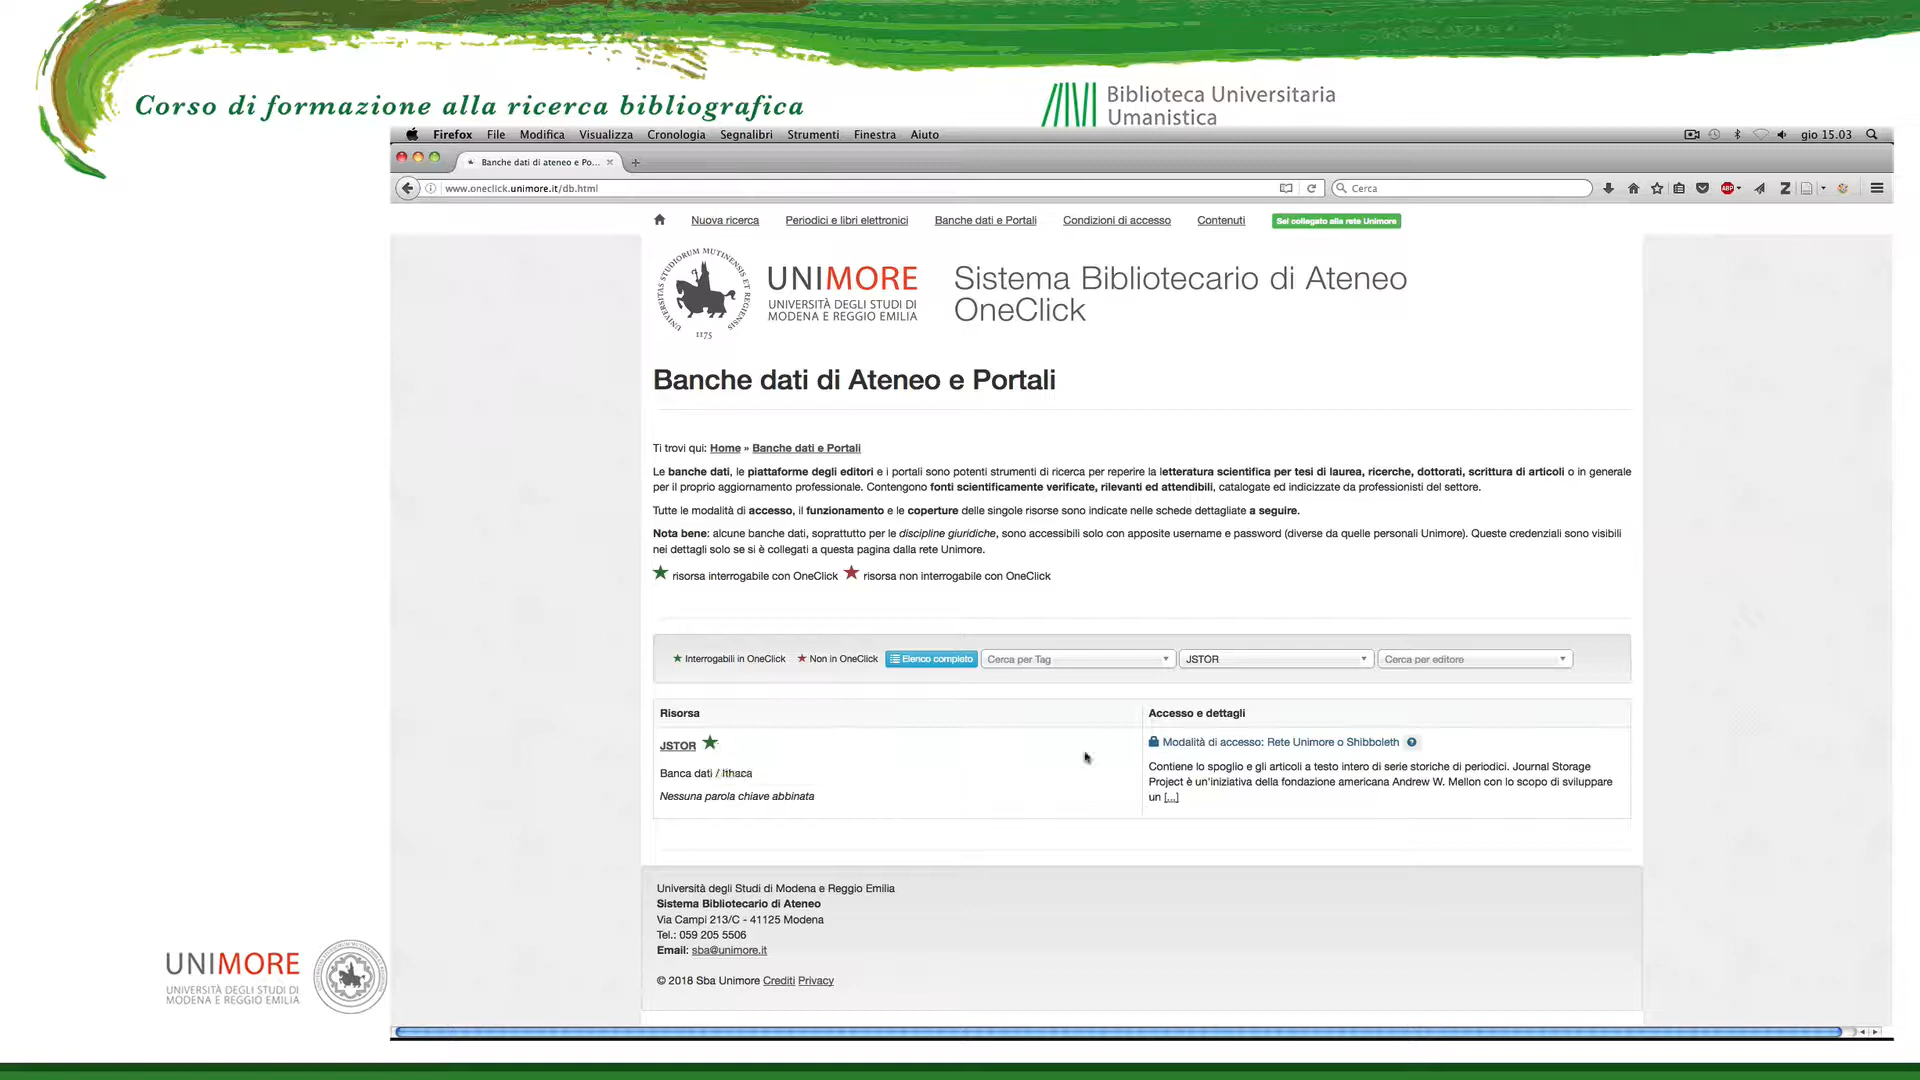 Corso di formazione alla ricerca bibliografica
Biblioteca Universitaria
Umanistica
Firefox File Modifica Visualizza Cronologia Segnalibri Strumenti Finestra Aiuto
gio 15.03
Banche dati di ateneo e Po...
www.oneclick.unimore.it/db.html
Cerca
ABP
Z
Nuova ricerca
Periodici e libri elettronici
Banche dati e Portali
Condizioni di accesso
Contenuti
Sei collegato alla rete Unimore
UNIVERSITAS STUDIORUM MUTINENSIS ET REGIENSIS
1175
UNIMORE
UNIVERSITÀ DEGLI STUDI DI
MODENA E REGGIO EMILIA
Sistema Bibliotecario di Ateneo
OneClick
Banche dati di Ateneo e Portali
Ti trovi qui: Home » Banche dati e Portali
Le banche dati, le piattaforme degli editori e i portali sono potenti strumenti di ricerca per reperire la letteratura scientifica per tesi di laurea, ricerche, dottorati, scrittura di articoli o in generale
per il proprio aggiornamento professionale. Contengono fonti scientificamente verificate, rilevanti ed attendibili, catalogate ed indicizzate da professionisti del settore.
Tutte le modalità di accesso, il funzionamento e le coperture delle singole risorse sono indicate nelle schede dettagliate a seguire.
Nota bene: alcune banche dati, soprattutto per le discipline giuridiche, sono accessibili solo con apposite username e password (diverse da quelle personali Unimore). Queste credenziali sono visibili
nei dettagli solo se si è collegati a questa pagina dalla rete Unimore.
risorsa interrogabile con OneClick risorsa non interrogabile con OneClick
Interrogabili in OneClick Non in OneClick Elenco completo Cerca per Tag JSTOR Cerca per editore
Risorsa
Accesso e dettagli
JSTOR
Banca dati / Ithaca
Nessuna parola chiave abbinata
Modalità di accesso: Rete Unimore o Shibboleth ?
Contiene lo spoglio e gli articoli a testo intero di serie storiche di periodici. Journal Storage
Project è un'iniziativa della fondazione americana Andrew W. Mellon con lo scopo di sviluppare
un [...]
Università degli Studi di Modena e Reggio Emilia
Sistema Bibliotecario di Ateneo
Via Campi 213/C - 41125 Modena
Tel.: 059 205 5506
Email: sba@unimore.it
© 2018 Sba Unimore Crediti Privacy
UNIMORE
UNIVERSITÀ DEGLI STUDI DI
MODENA E REGGIO EMILIA